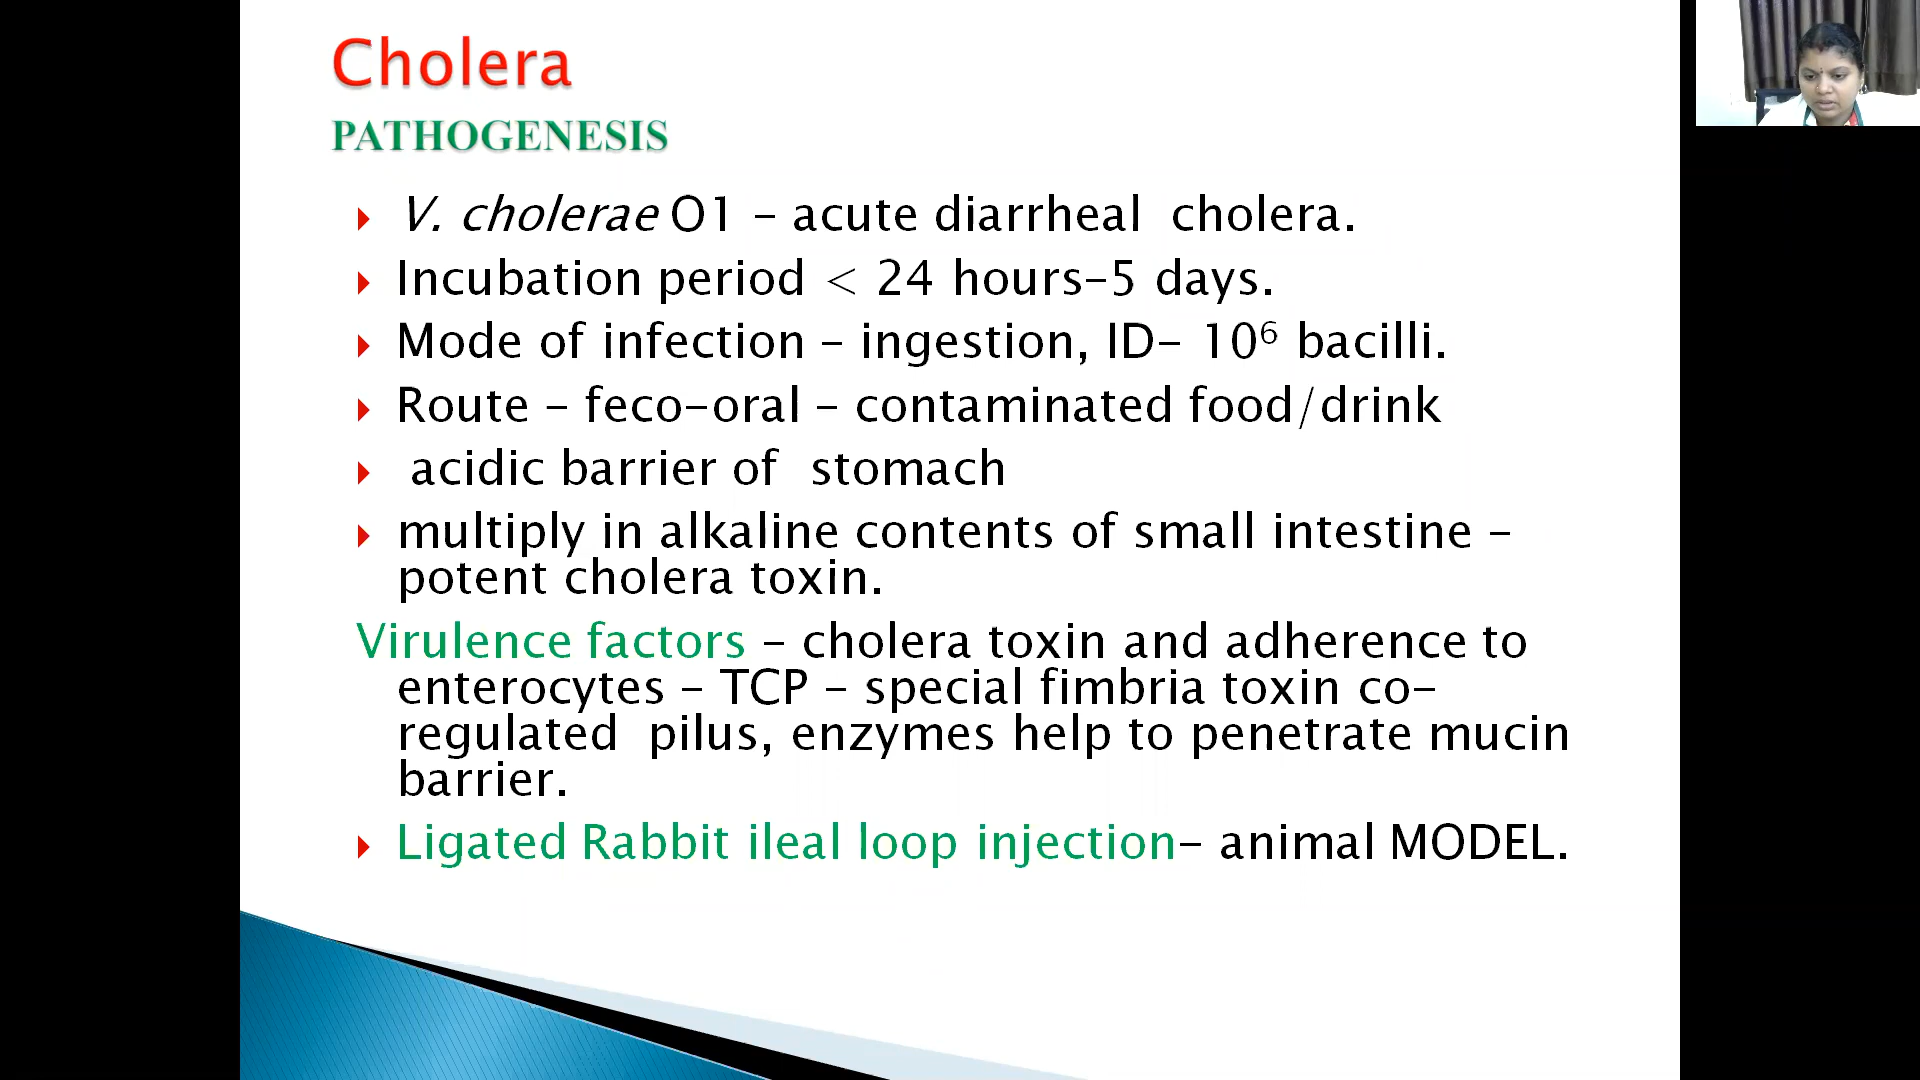 Cholera
PATHOGENESIS
V. cholerae O1 – acute diarrheal cholera.
Incubation period < 24 hours-5 days.
Mode of infection – ingestion, ID- 10⁶ bacilli.
Route – feco-oral – contaminated food/drink
acidic barrier of stomach
multiply in alkaline contents of small intestine –
potent cholera toxin.
Virulence factors – cholera toxin and adherence to
enterocytes – TCP – special fimbria toxin co-
regulated pilus, enzymes help to penetrate mucin
barrier.
Ligated Rabbit ileal loop injection- animal MODEL.